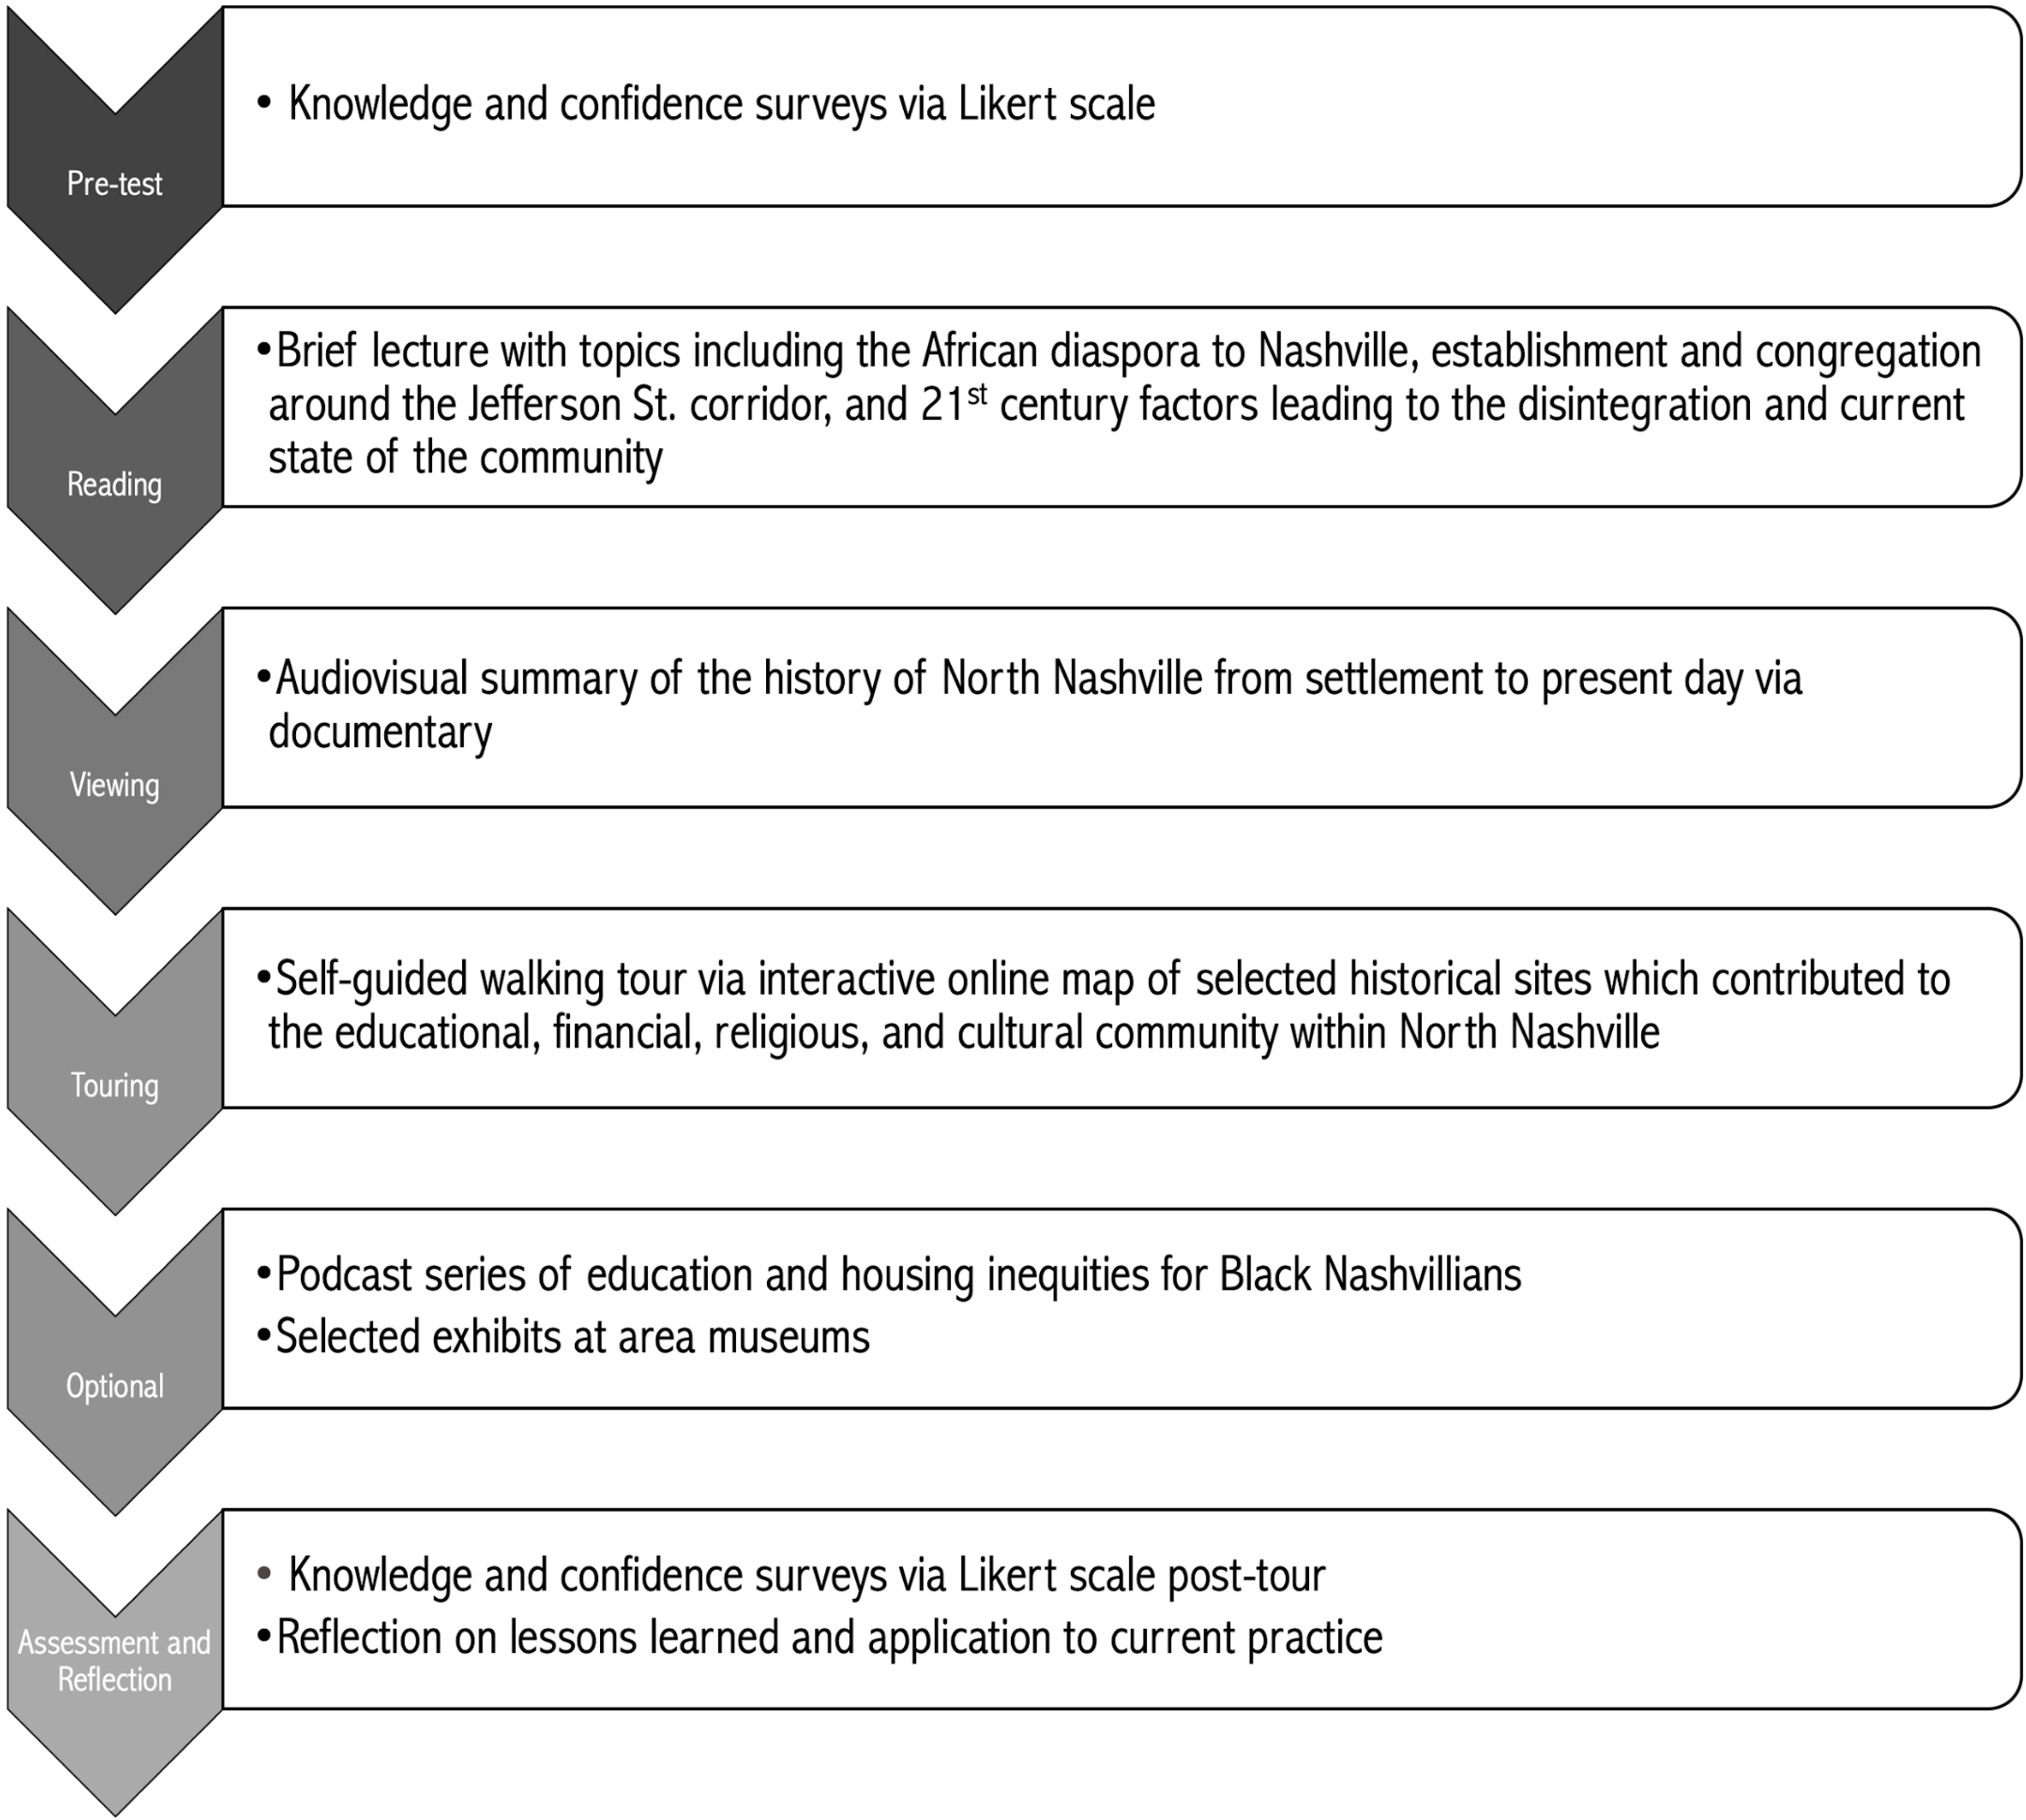 Pre-test
• Knowledge and confidence surveys via Likert scale
Reading
•Brief lecture with topics including the African diaspora to Nashville, establishment and congregation
around the Jefferson St. corridor, and 21st century factors leading to the disintegration and current
state of the community
Viewing
•Audiovisual summary of the history of North Nashville from settlement to present day via
documentary
Touring
•Self-guided walking tour via interactive online map of selected historical sites which contributed to
the educational, financial, religious, and cultural community within North Nashville
Optional
•Podcast series of education and housing inequities for Black Nashvillians
•Selected exhibits at area museums
Assessment and
Reflection
• Knowledge and confidence surveys via Likert scale post-tour
•Reflection on lessons learned and application to current practice